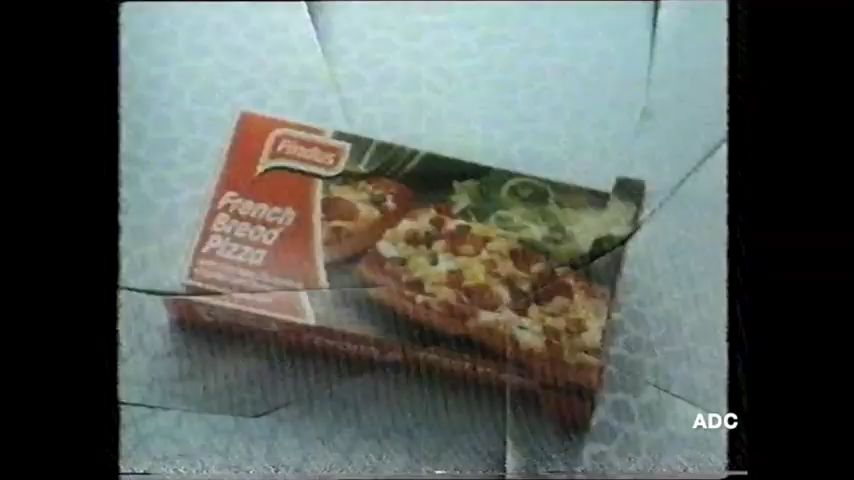 Findus
French
Bread
Pizza
ADC